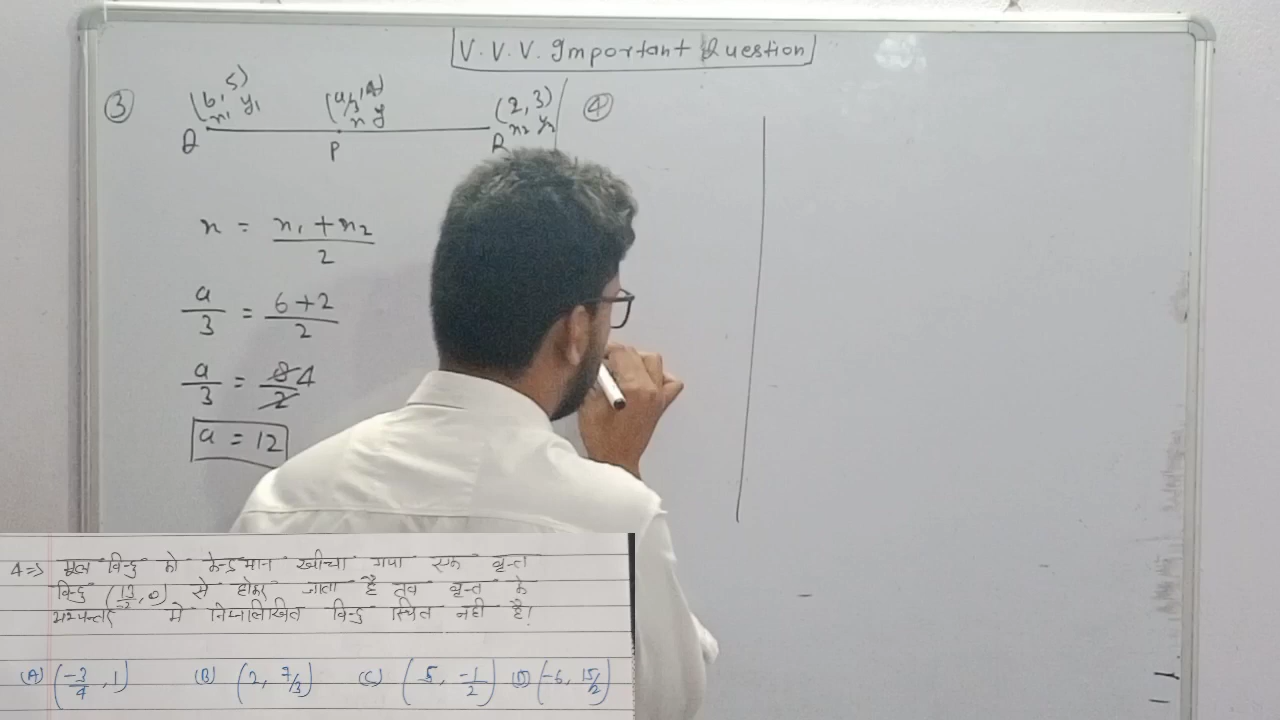 V.V.V. Important Question
③
(6, 5)
x₁ y₁
(a/3, 4)
x y
(2, 3)
x₂ y₂
Q
P
R
x = x₁ + x₂ / 2
a/3 = 6+2 / 2
a/3 = 8/2 4
a = 12
④
4=> मूल बिन्दु को केन्द्र मान खींचा गया एक वृत्त
बिन्दु (13/2, 0) से होकर जाता है तब वृत्त के
अभ्यन्तर में निम्नलिखित बिन्दु स्थित नही है।
(A) (-3/4, 1) (B) (2, 7/3) (C) (5, -1/2) (D) (-6, 15/2)